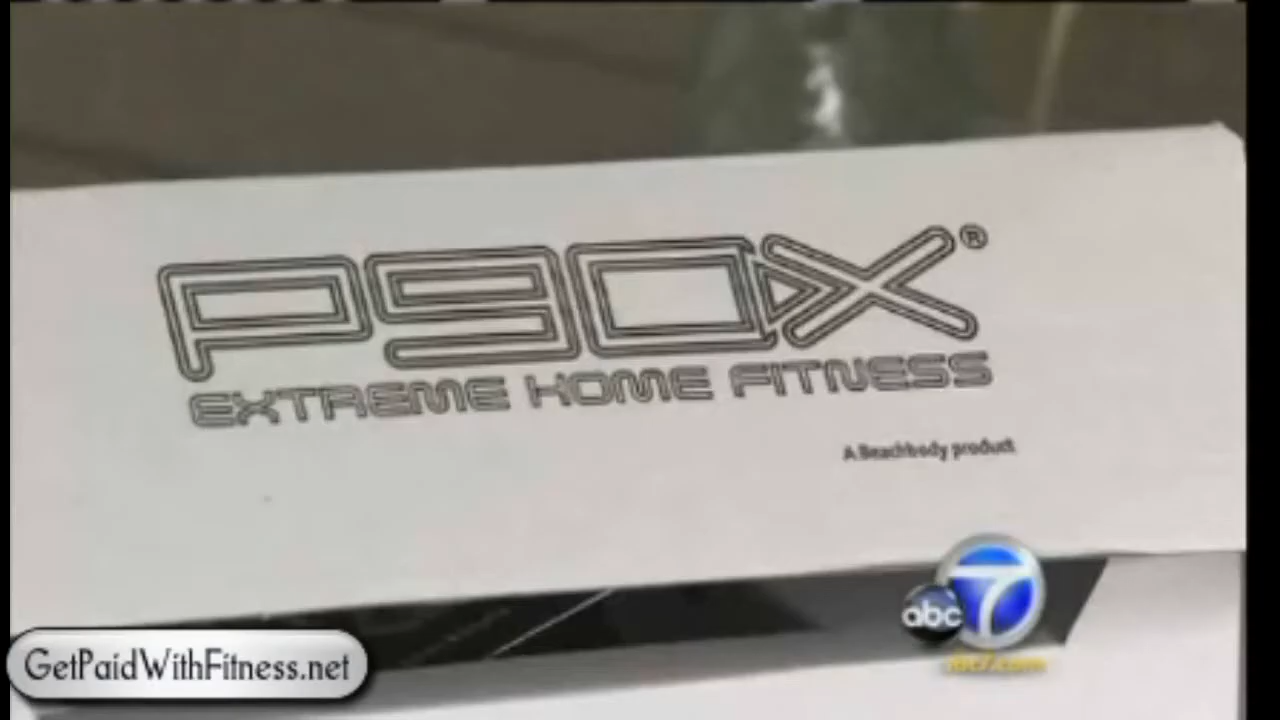 P90X®
EXTREME HOME FITNESS
A Beachbody product
abc 7
GetPaidWithFitness.net